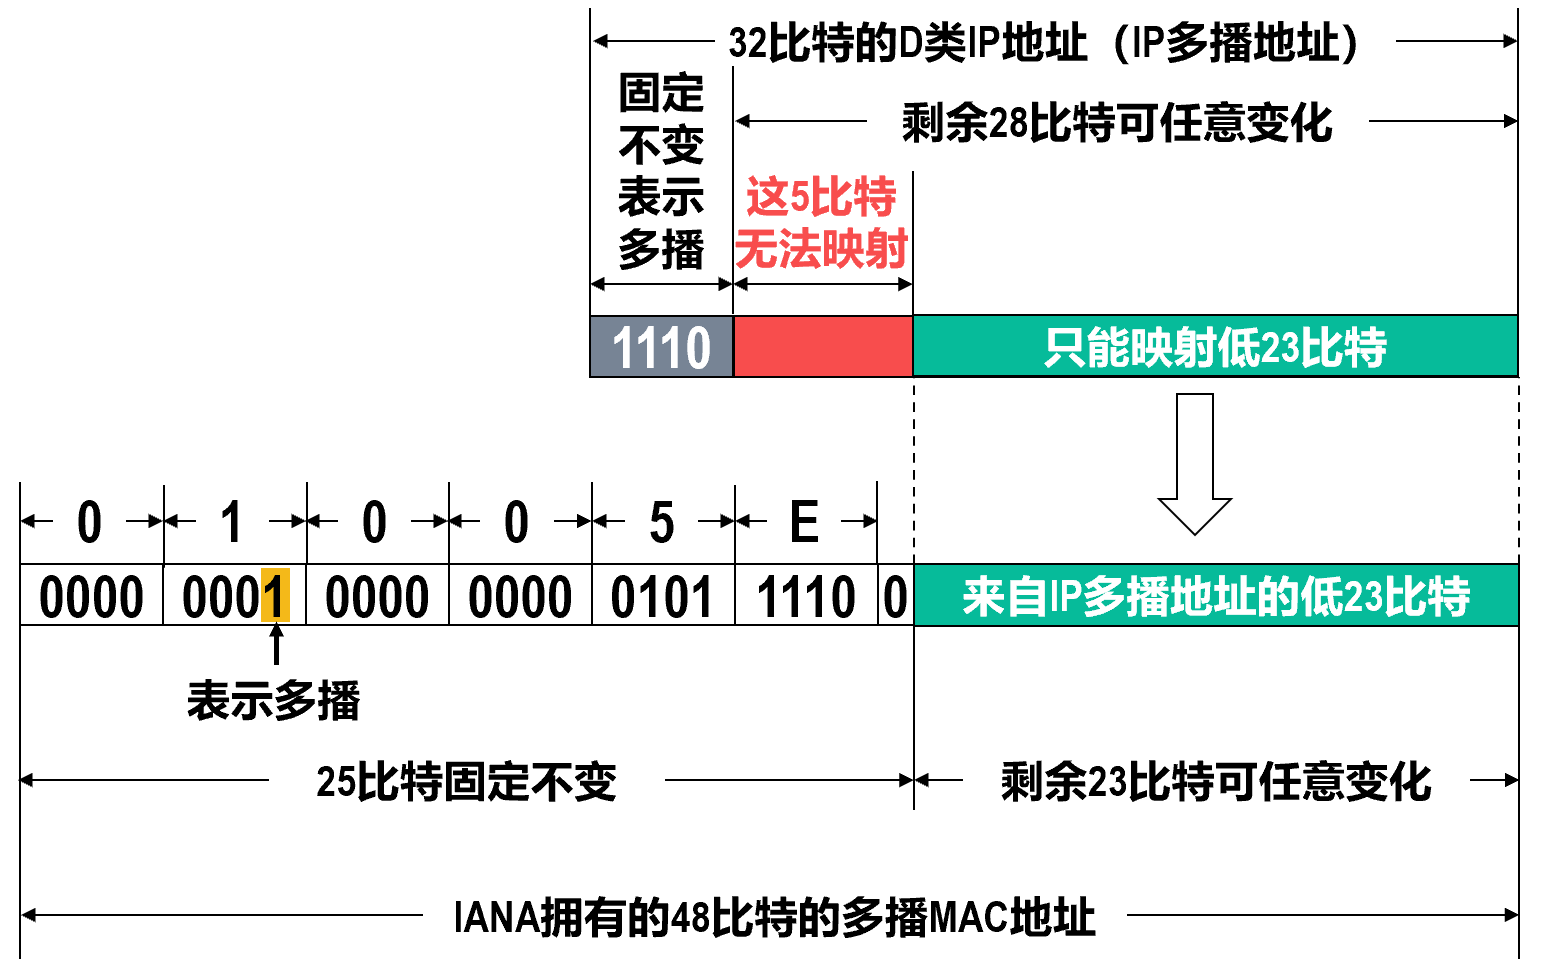 32比特的D类IP地址（IP多播地址）
固定
不变
表示
多播
剩余28比特可任意变化
这5比特
无法映射
1110
只能映射低23比特
0 1 0 0 5 E
0000 0001 0000 0000 0101 1110 0 来自IP多播地址的低23比特
表示多播
25比特固定不变
剩余23比特可任意变化
IANA拥有的48比特的多播MAC地址